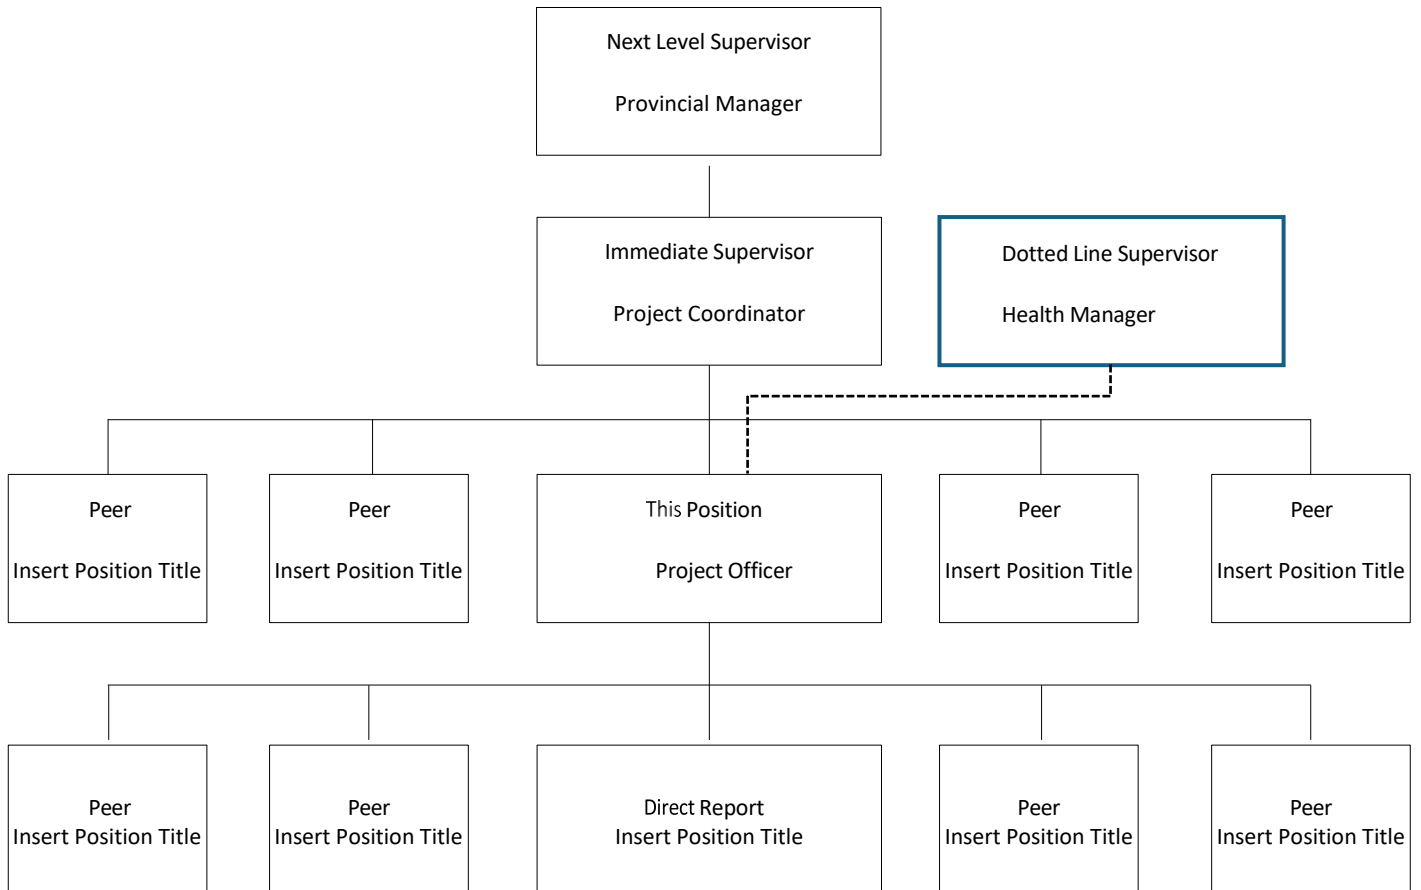 Next Level Supervisor
Provincial Manager
Immediate Supervisor
Project Coordinator
Dotted Line Supervisor
Health Manager
Peer
Insert Position Title
Peer
Insert Position Title
This Position
Project Officer
Peer
Insert Position Title
Peer
Insert Position Title
Peer
Insert Position Title
Peer
Insert Position Title
Direct Report
Insert Position Title
Peer
Insert Position Title
Peer
Insert Position Title